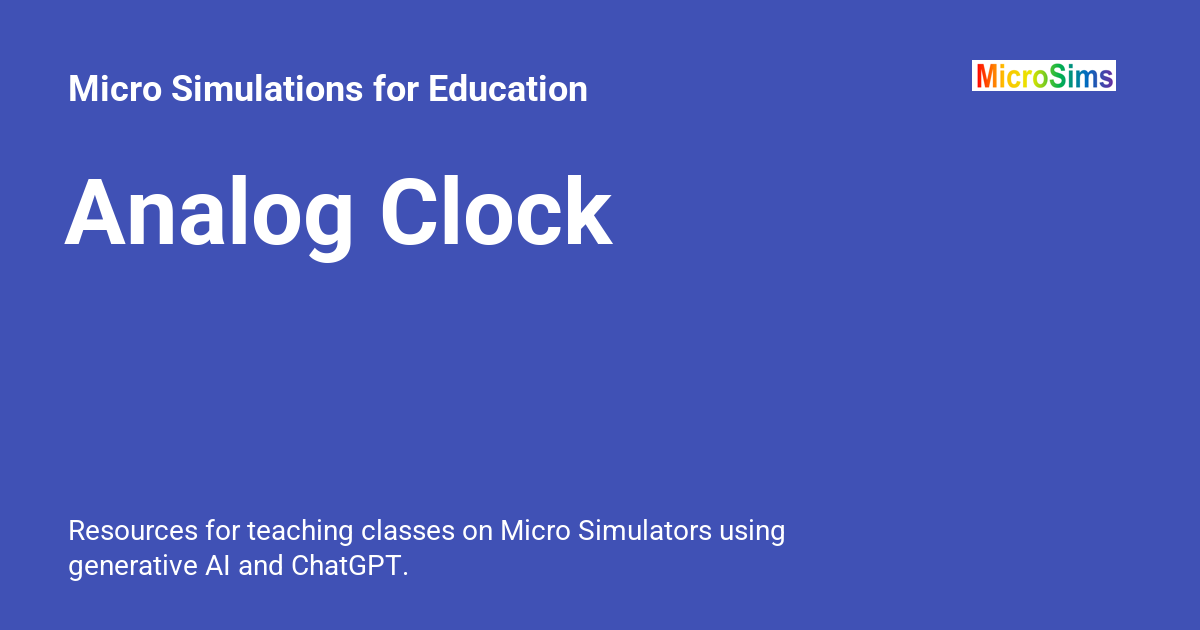 Micro Simulations for Education
MicroSims
Analog Clock
Resources for teaching classes on Micro Simulators using
generative AI and ChatGPT.